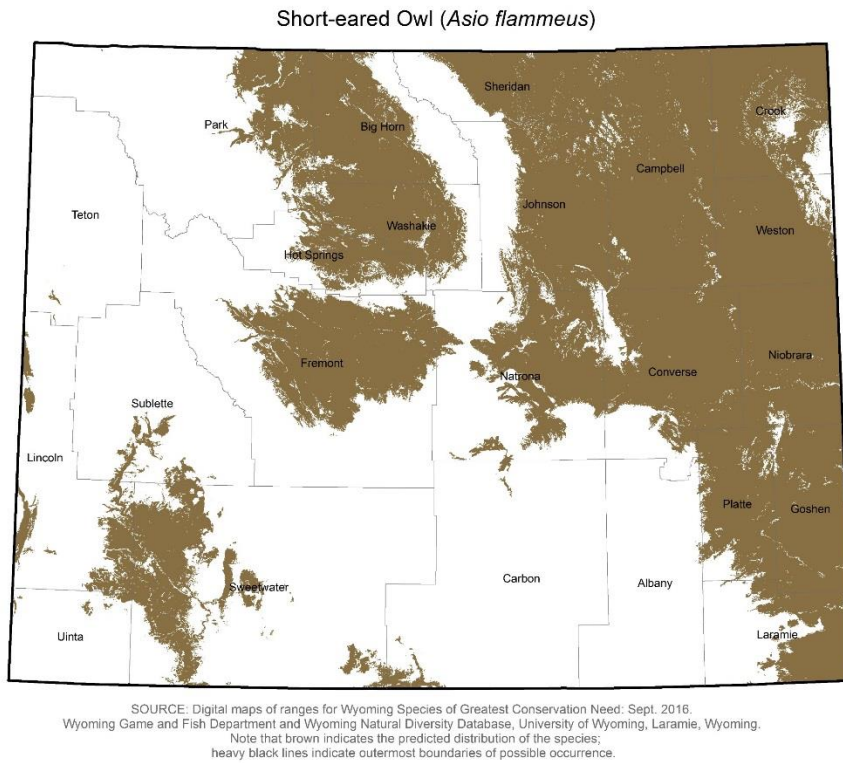 Short-eared Owl (Asio flammeus)
Sheridan
Crook
Park
Big Horn
Campbell
Teton
Johnson
Washakie
Weston
Hot Springs
Fremont
Natrona
Converse
Niobrara
Sublette
Lincoln
Platte
Goshen
Sweetwater
Carbon
Albany
Uinta
Laramie
SOURCE: Digital maps of ranges for Wyoming Species of Greatest Conservation Need: Sept. 2016.
Wyoming Game and Fish Department and Wyoming Natural Diversity Database, University of Wyoming, Laramie, Wyoming.
Note that brown indicates the predicted distribution of the species;
heavy black lines indicate outermost boundaries of possible occurrence.